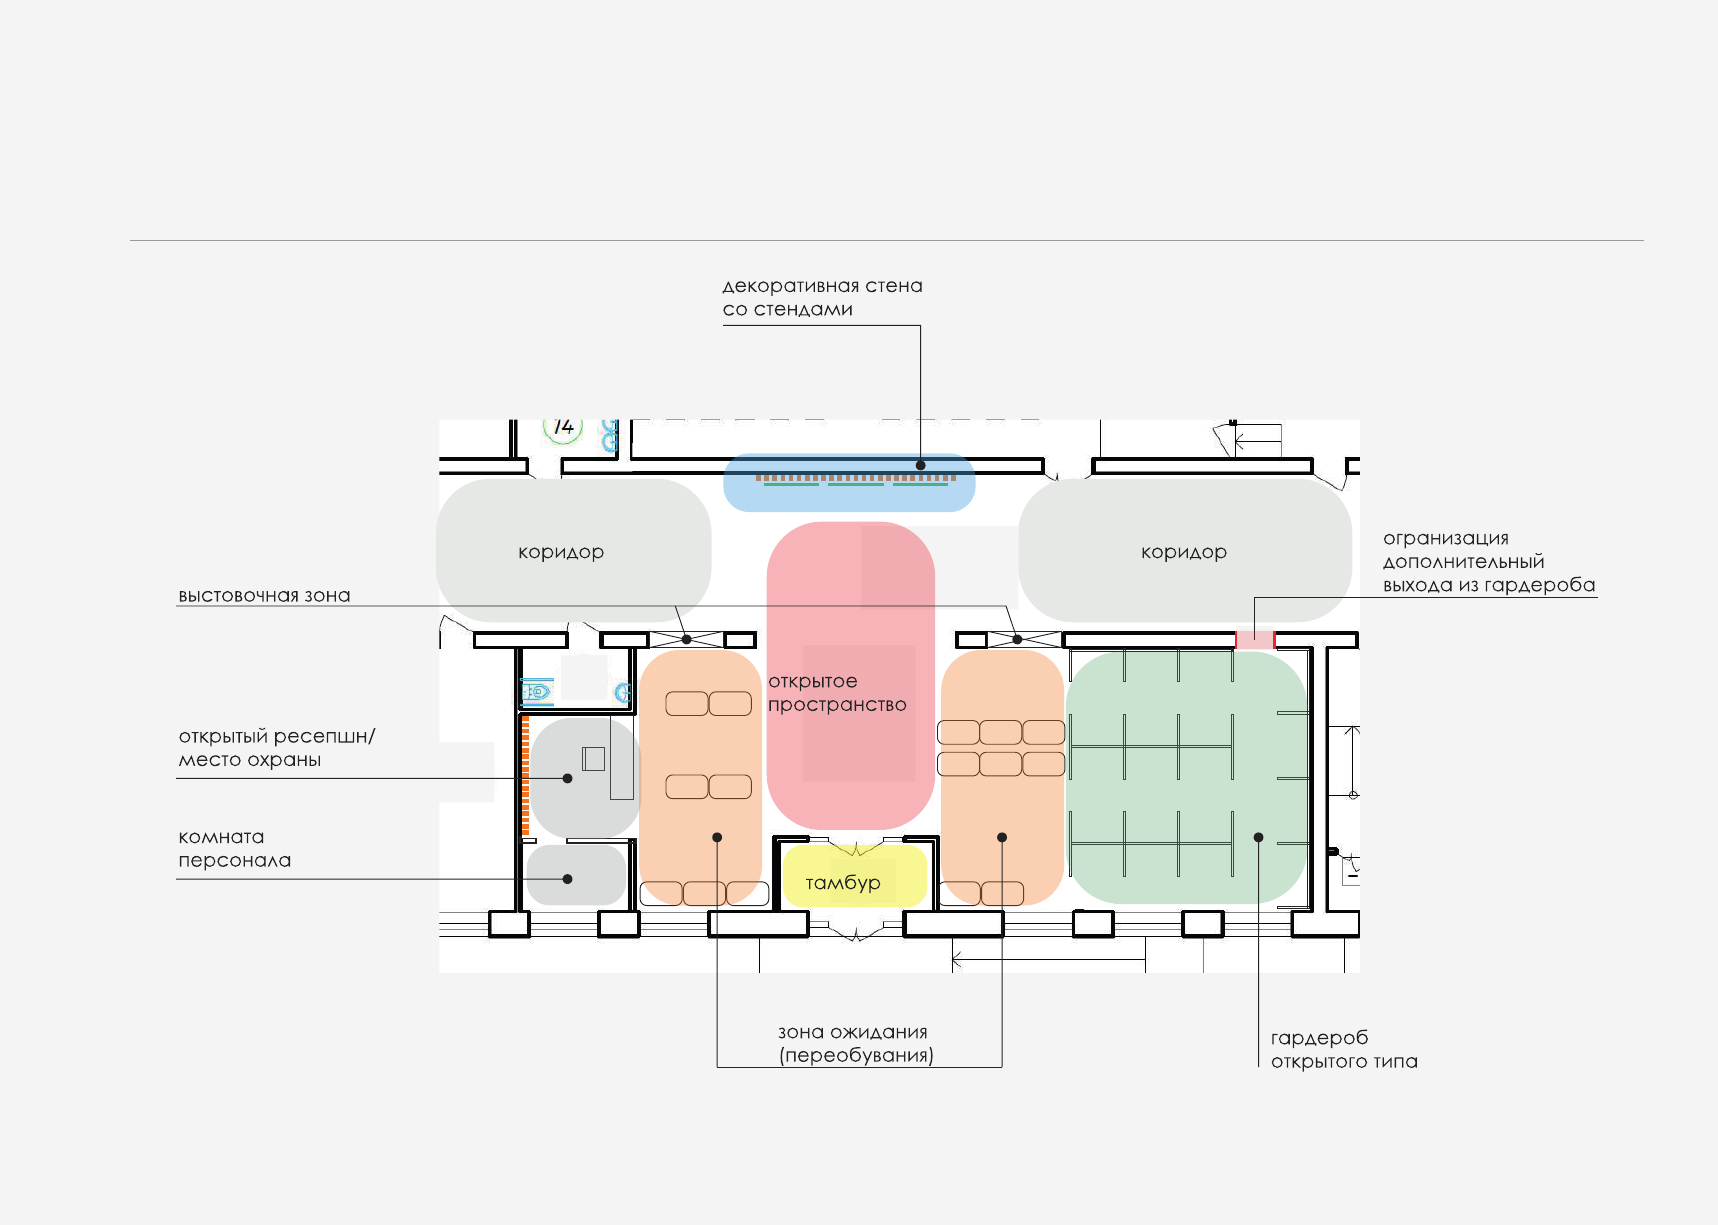 декоративная стена
со стендами
/4
коридор
коридор
огранизация
дополнительный
выхода из гардероба
выстовочная зона
открытое
пространство
открытый ресепшн/
место охраны
комната
персонала
тамбур
зона ожидания
(переобувания)
гардероб
открытого типа